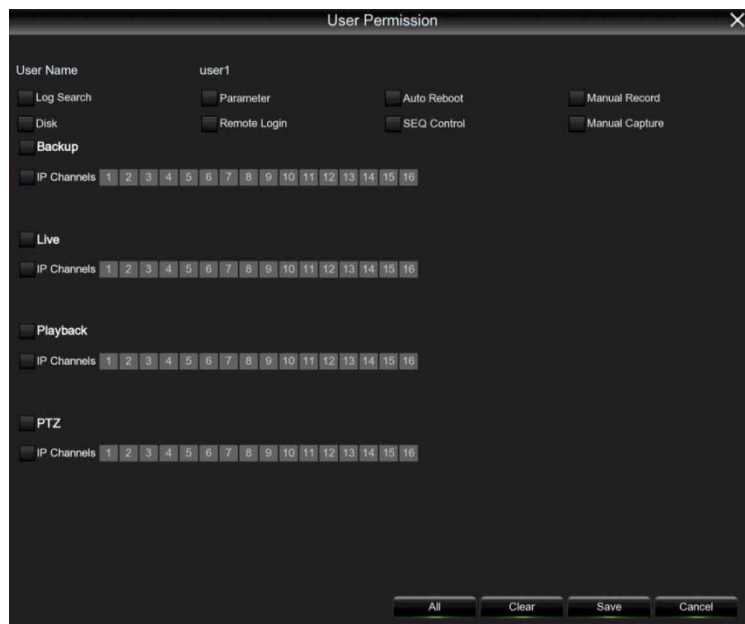 User Permission
User Name user1
Log Search Parameter Auto Reboot Manual Record
Disk Remote Login SEQ Control Manual Capture
Backup
IP Channels 1 2 3 4 5 6 7 8 9 10 11 12 13 14 15 16
Live
IP Channels 1 2 3 4 5 6 7 8 9 10 11 12 13 14 15 16
Playback
IP Channels 1 2 3 4 5 6 7 8 9 10 11 12 13 14 15 16
PTZ
IP Channels 1 2 3 4 5 6 7 8 9 10 11 12 13 14 15 16
All Clear Save Cancel